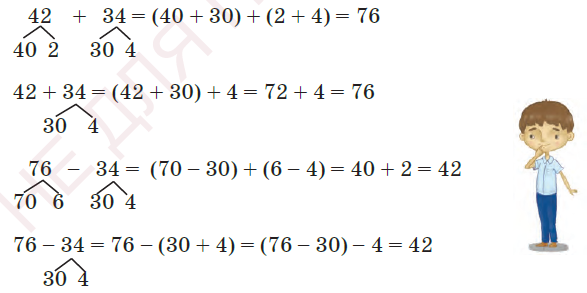 42 + 34 = (40 + 30) + (2 + 4) = 76
40 2 30 4
42 + 34 = (42 + 30) + 4 = 72 + 4 = 76
30 4
76 − 34 = (70 − 30) + (6 − 4) = 40 + 2 = 42
70 6 30 4
76 − 34 = 76 − (30 + 4) = (76 − 30) − 4 = 42
30 4
НЕ ДЛЯ